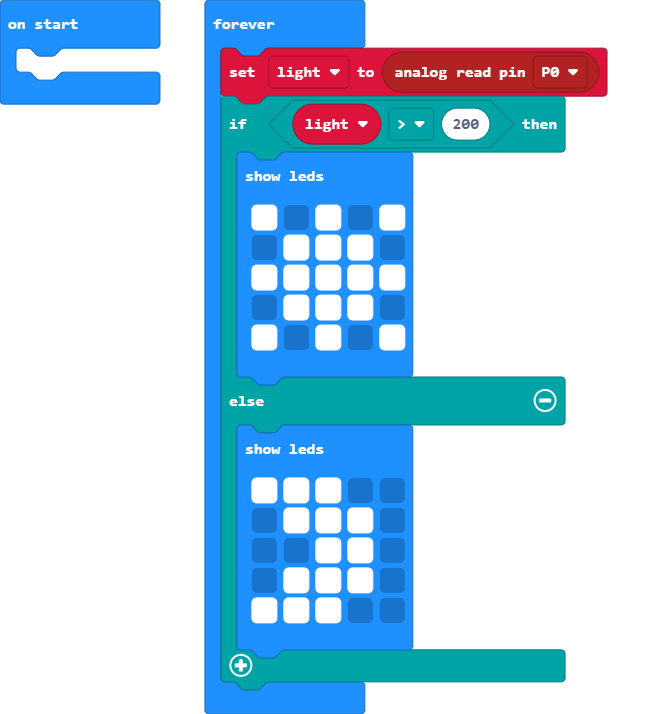 on start
forever
set light to analog read pin P0
if light > 200 then
show leds
else
show leds